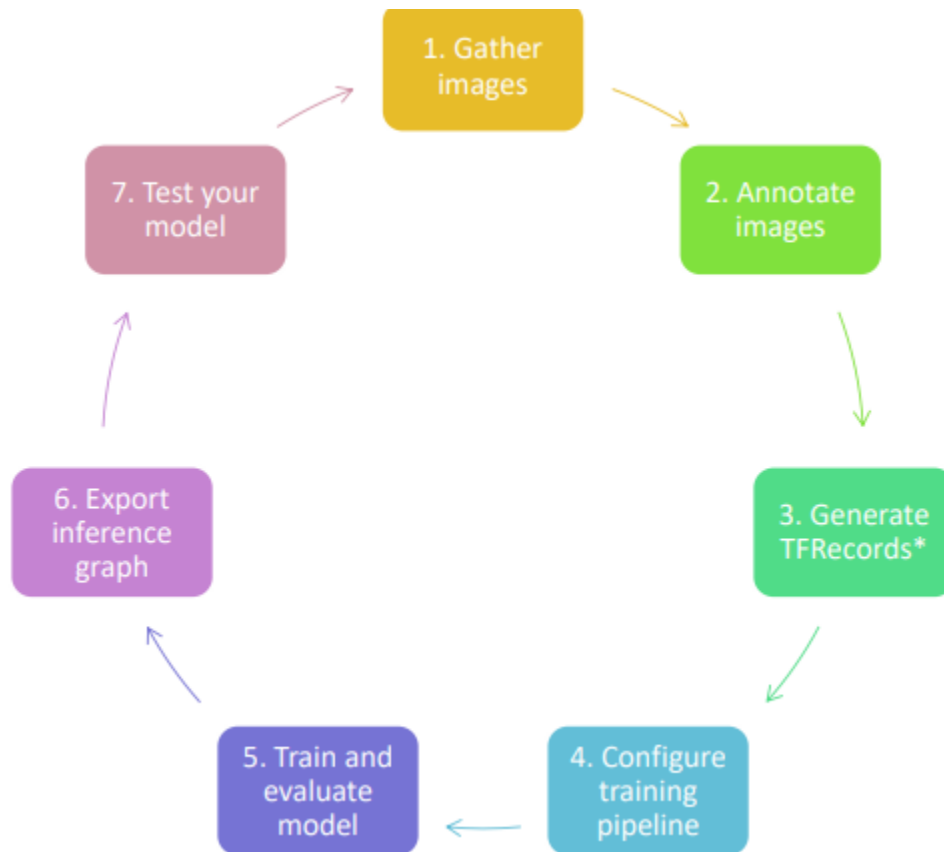 1. Gather
images
2. Annotate
images
3. Generate
TFRecords*
4. Configure
training
pipeline
5. Train and
evaluate
model
6. Export
inference
graph
7. Test your
model